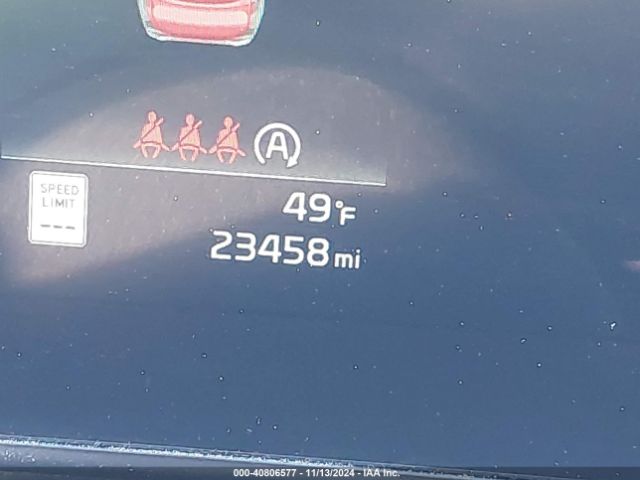 A
SPEED
LIMIT
---
49°F
23458 mi
000-40806577 - 11/13/2024 - IAA Inc.